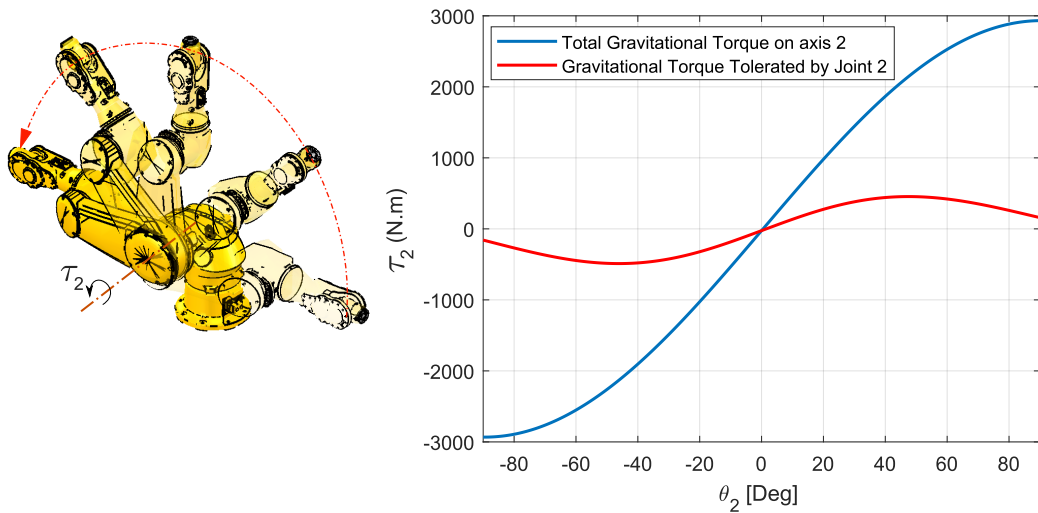 τ₂
Total Gravitational Torque on axis 2
Gravitational Torque Tolerated by Joint 2
3000
2000
1000
0
-1000
-2000
-3000
τ₂ (N.m)
-80 -60 -40 -20 0 20 40 60 80
θ₂ [Deg]